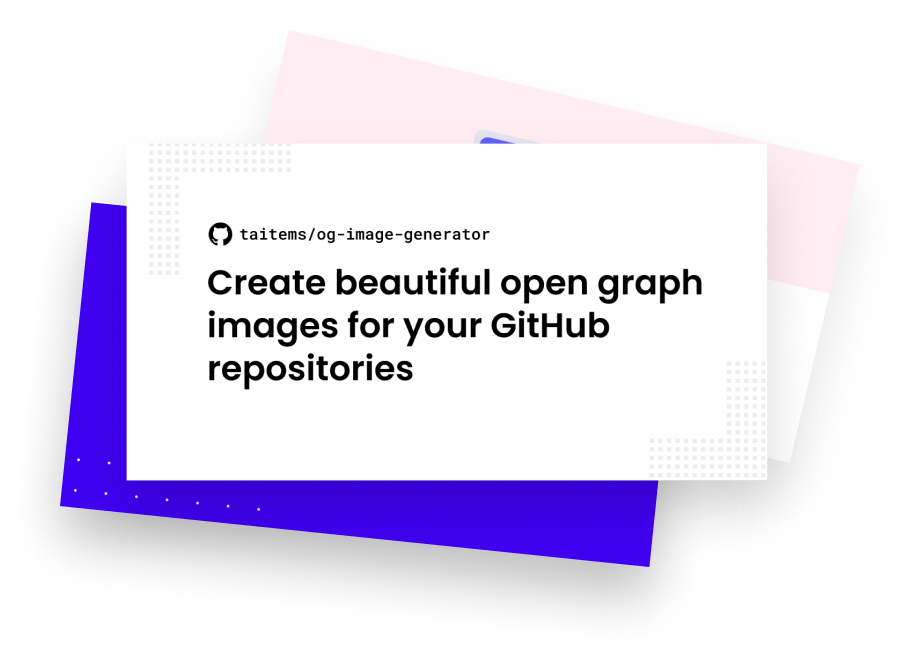 taitems/og-image-generator
Create beautiful open graph
images for your GitHub
repositories